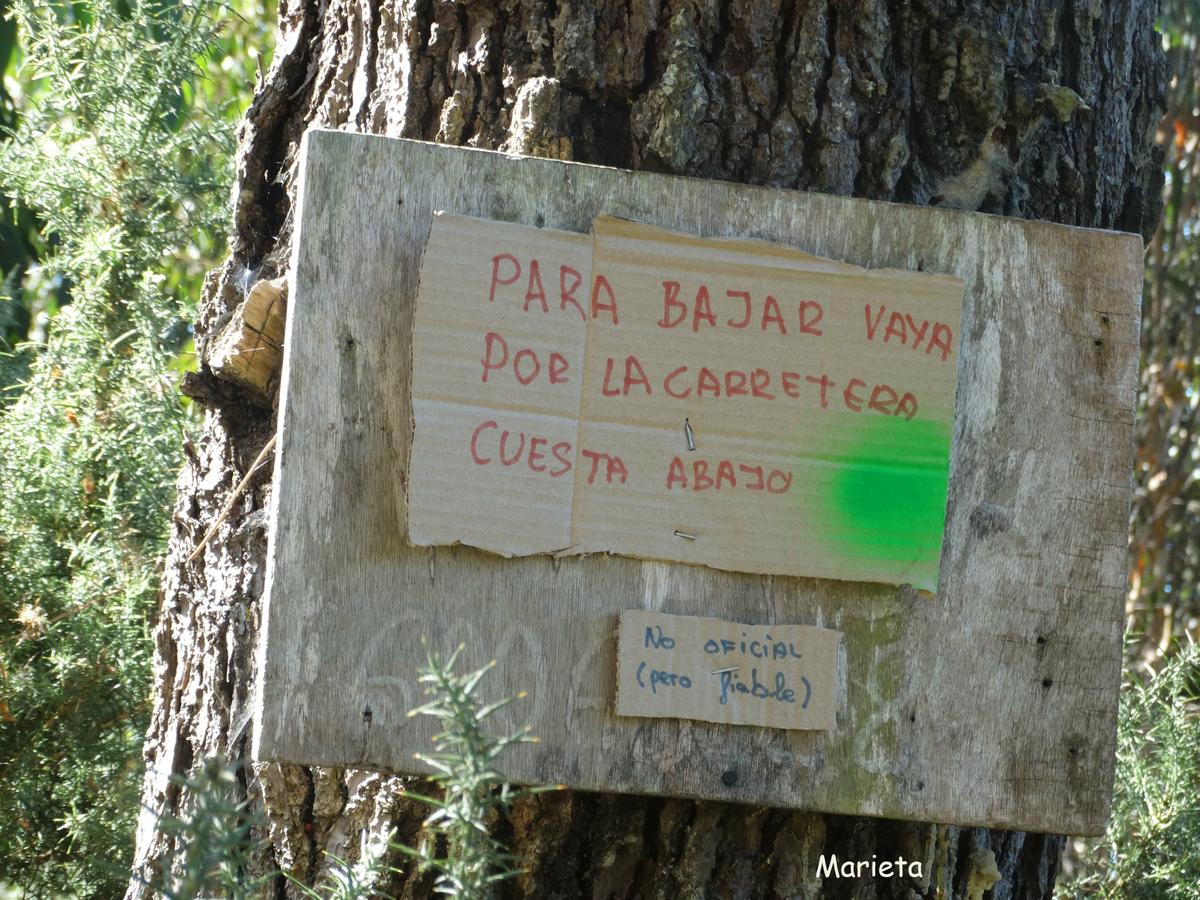 PARA BAJAR VAYA
POR LA CARRETERA
CUESTA ABAJO
No OFICIAL
(pero fiable)
Marieta